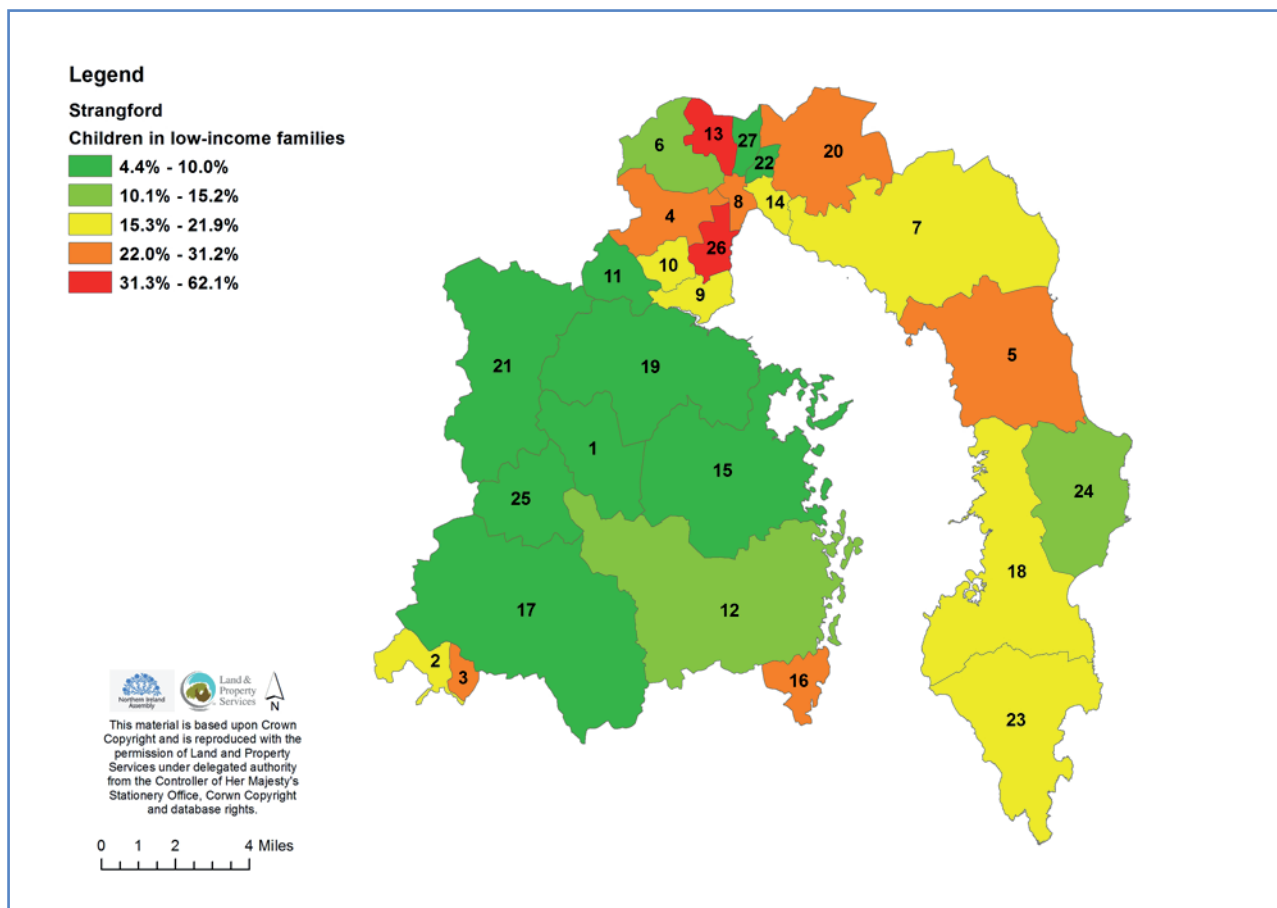 Legend
Strangford
Children in low-income families
4.4% - 10.0%
10.1% - 15.2%
15.3% - 21.9%
22.0% - 31.2%
31.3% - 62.1%
13
27
6
22
20
8
14
4
7
26
10
11
9
5
21
19
1
15
24
25
18
17
12
2
3
16
23
Northern Ireland
Assembly
Land &
Property
Services
N
This material is based upon Crown
Copyright and is reproduced with the
permission of Land and Property
Services under delegated authority
from the Controller of Her Majesty's
Stationery Office, Corwn Copyright
and database rights.
0 1 2 4 Miles